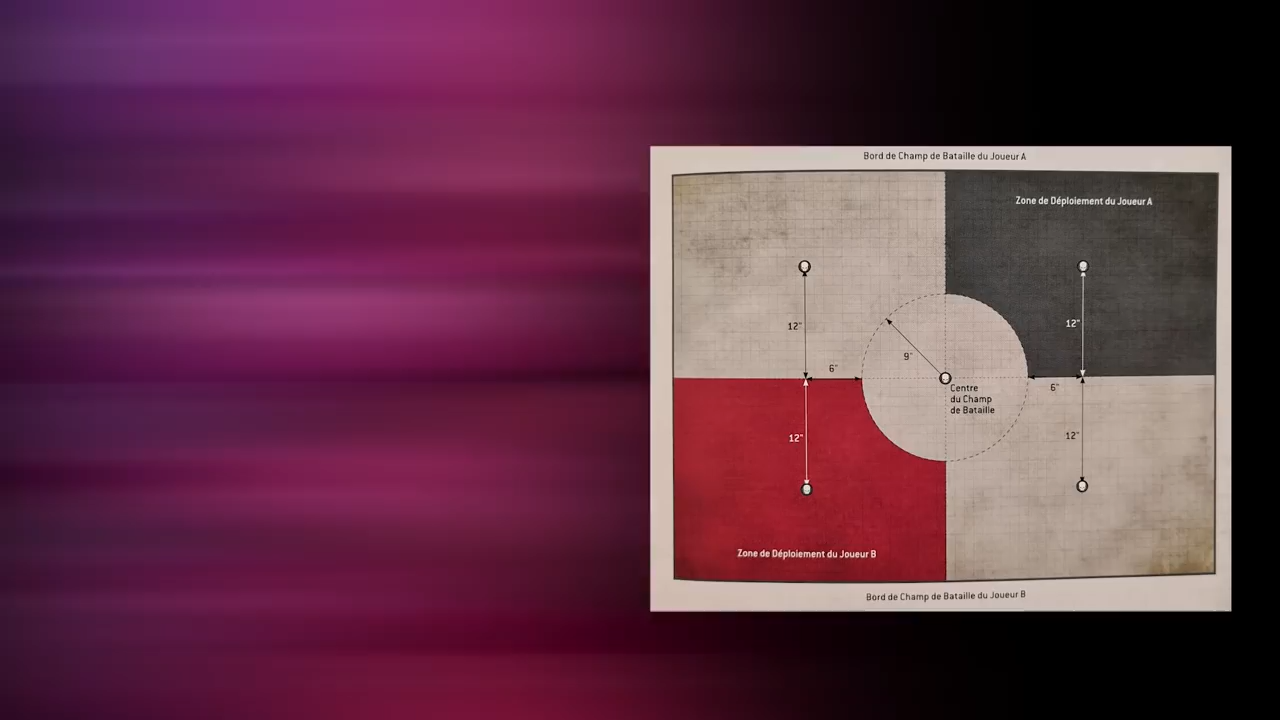 Bord de Champ de Bataille du Joueur A
Zone de Déploiement du Joueur A
12"
12"
9"
6"
6"
Centre
du Champ
de Bataille
12"
12"
Zone de Déploiement du Joueur B
Bord de Champ de Bataille du Joueur B